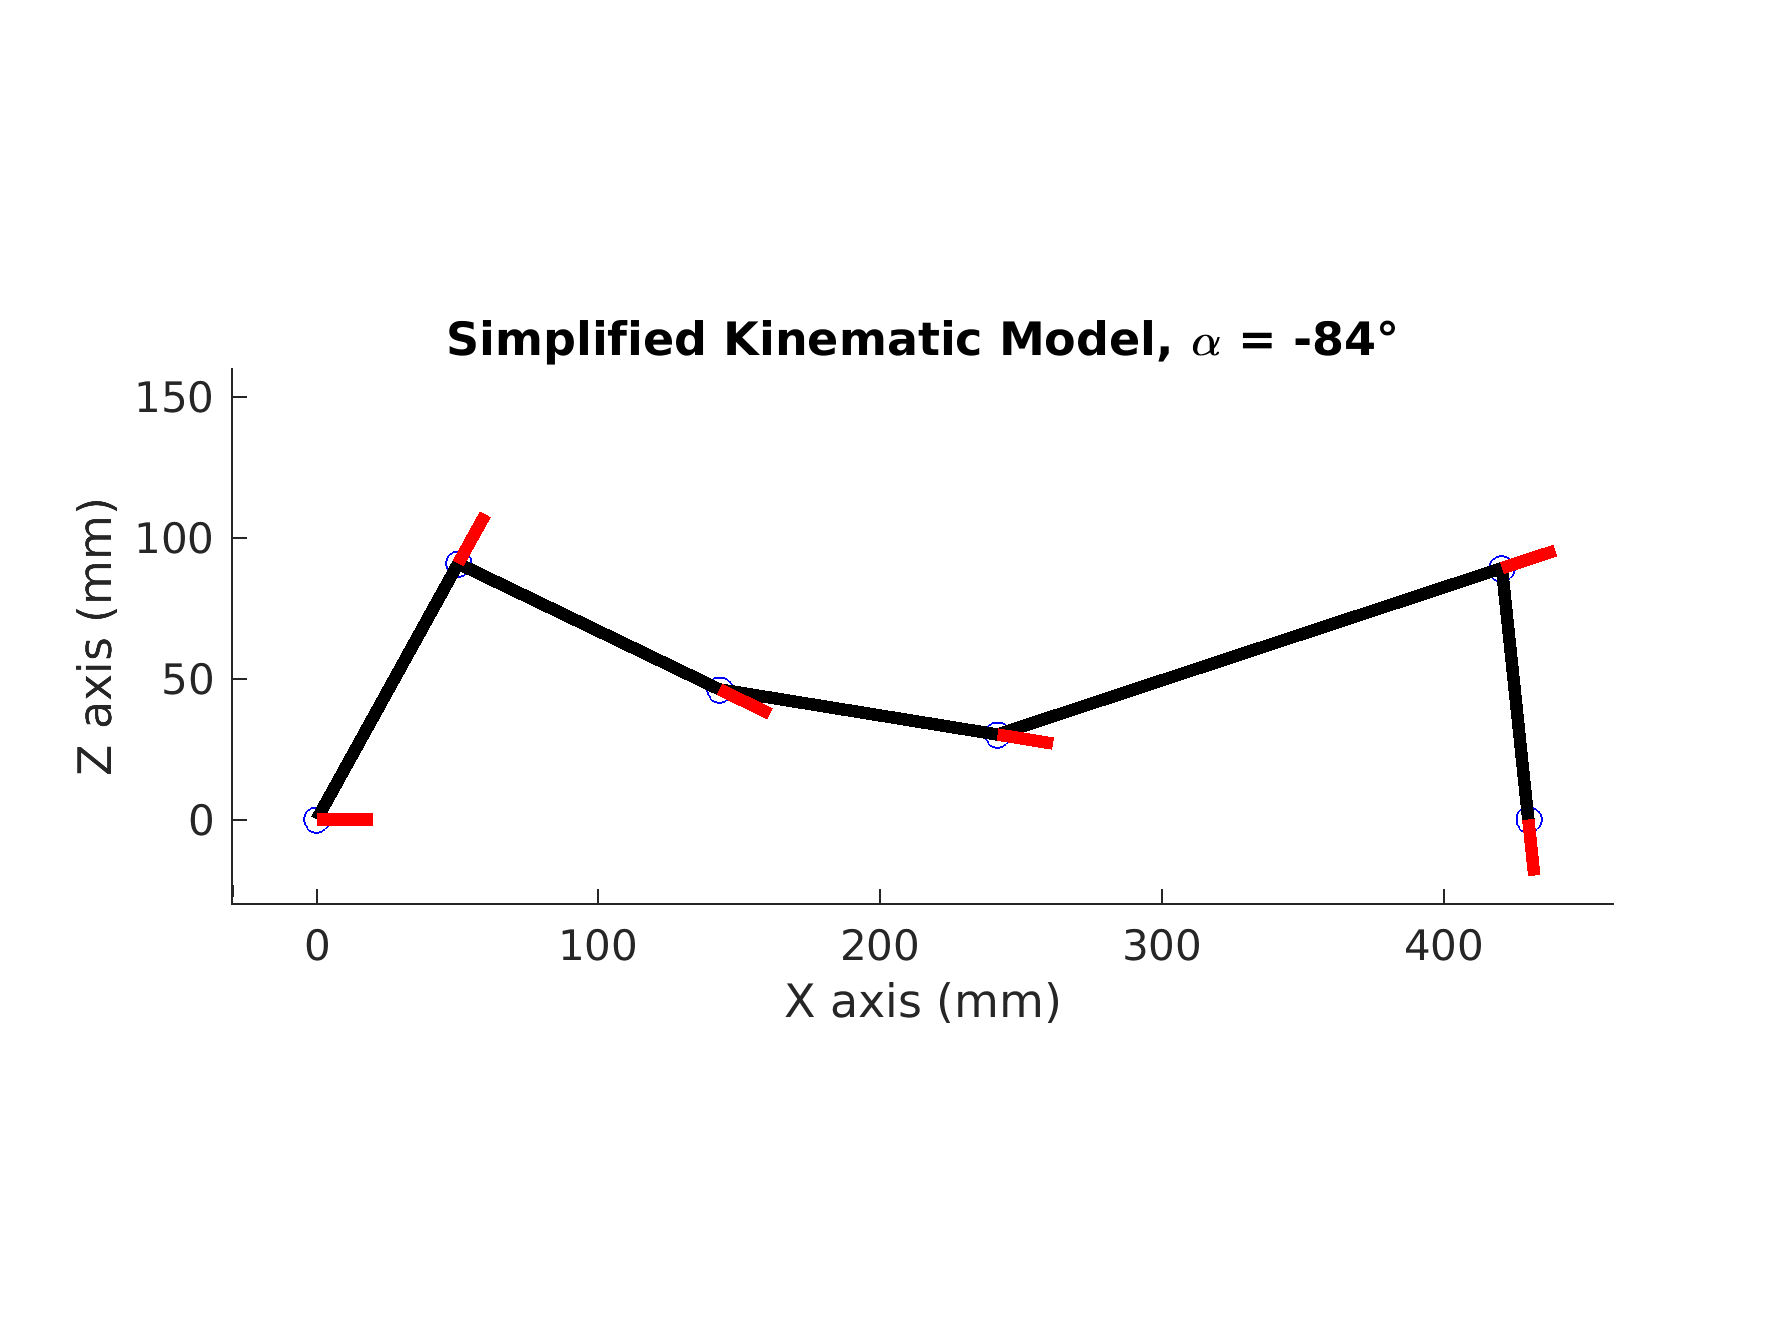 Simplified Kinematic Model, α = -84°
150
100
50
0
Z axis (mm)
0 100 200 300 400
X axis (mm)